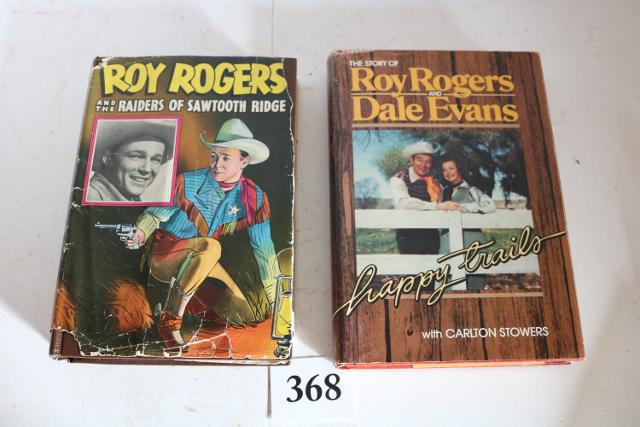 ROY ROGERS
AND THE RAIDERS OF SAWTOOTH RIDGE
THE STORY OF
Roy Rogers
AND
Dale Evans
happy trails
with CARLTON STOWERS
368